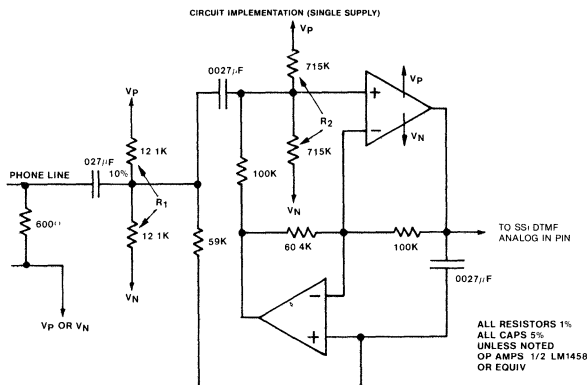 CIRCUIT IMPLEMENTATION (SINGLE SUPPLY)
VP
0027µF
715K
VP
VP
R2
VN
027µF
12 1K
10%
PHONE LINE
R1
715K
100K
VN
600Ω
12 1K
59K
60 4K
100K
TO SSI DTMF
ANALOG IN PIN
0027µF
VN
VP OR VN
ALL RESISTORS 1%
ALL CAPS 5%
UNLESS NOTED
OP AMPS 1/2 LM1458
OR EQUIV